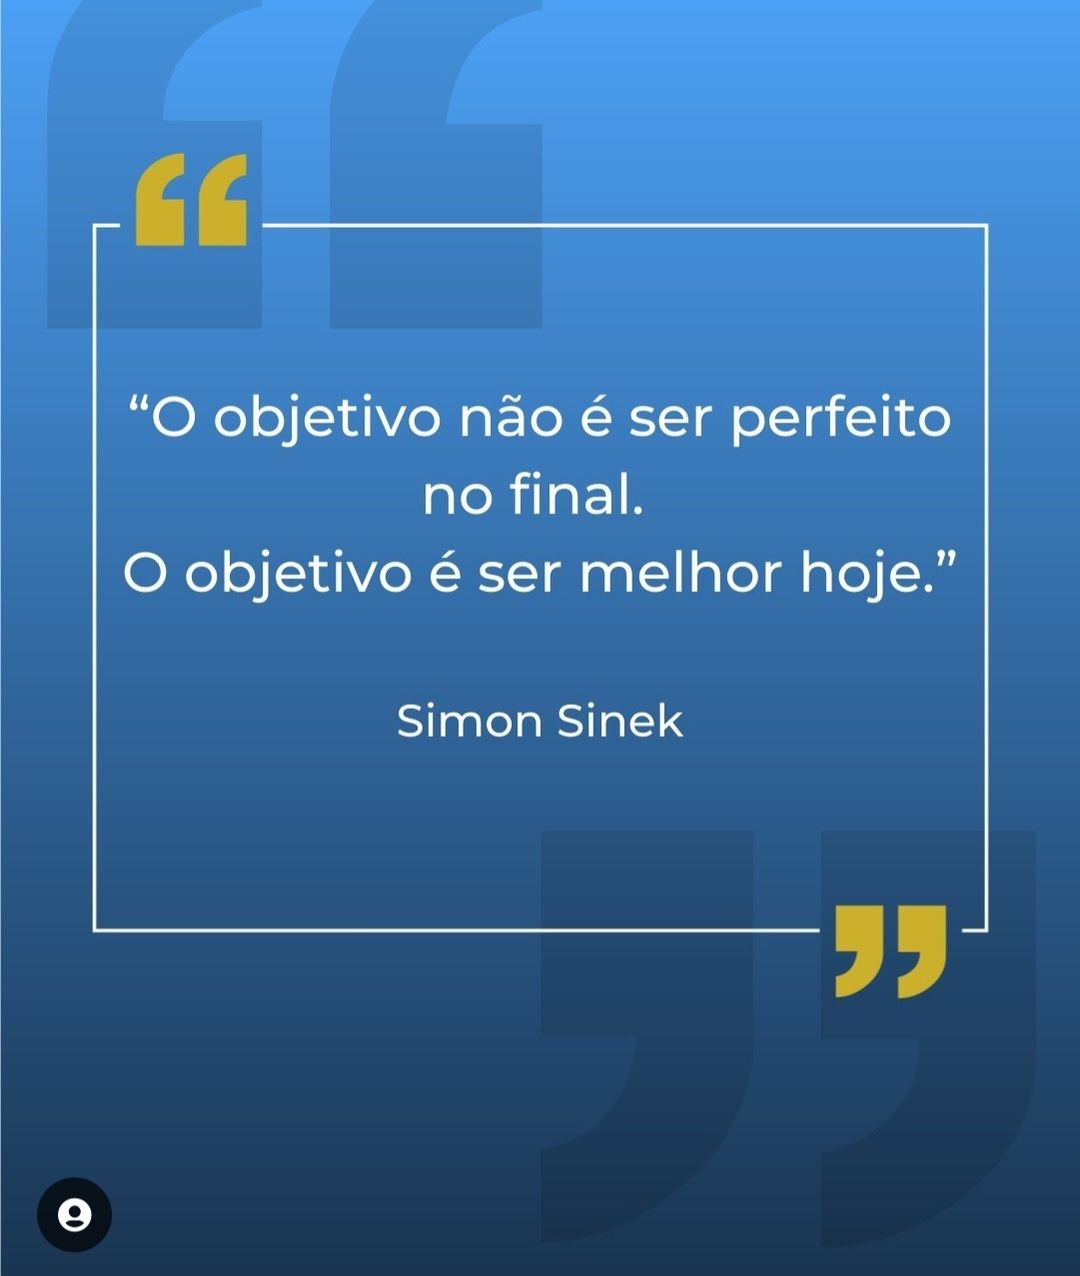 “O objetivo não é ser perfeito
no final.
O objetivo é ser melhor hoje.”
Simon Sinek